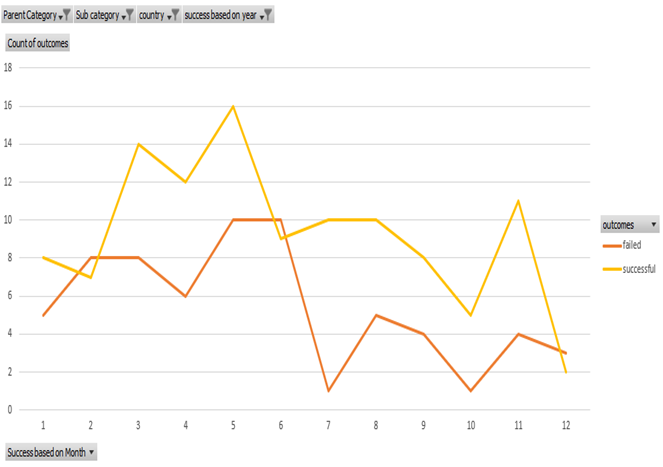 Parent Category Sub category country success based on year
Count of outcomes
18
16
14
12
10
8
6
4
2
0
1 2 3 4 5 6 7 8 9 10 11 12
outcomes
failed
successful
Success based on Month